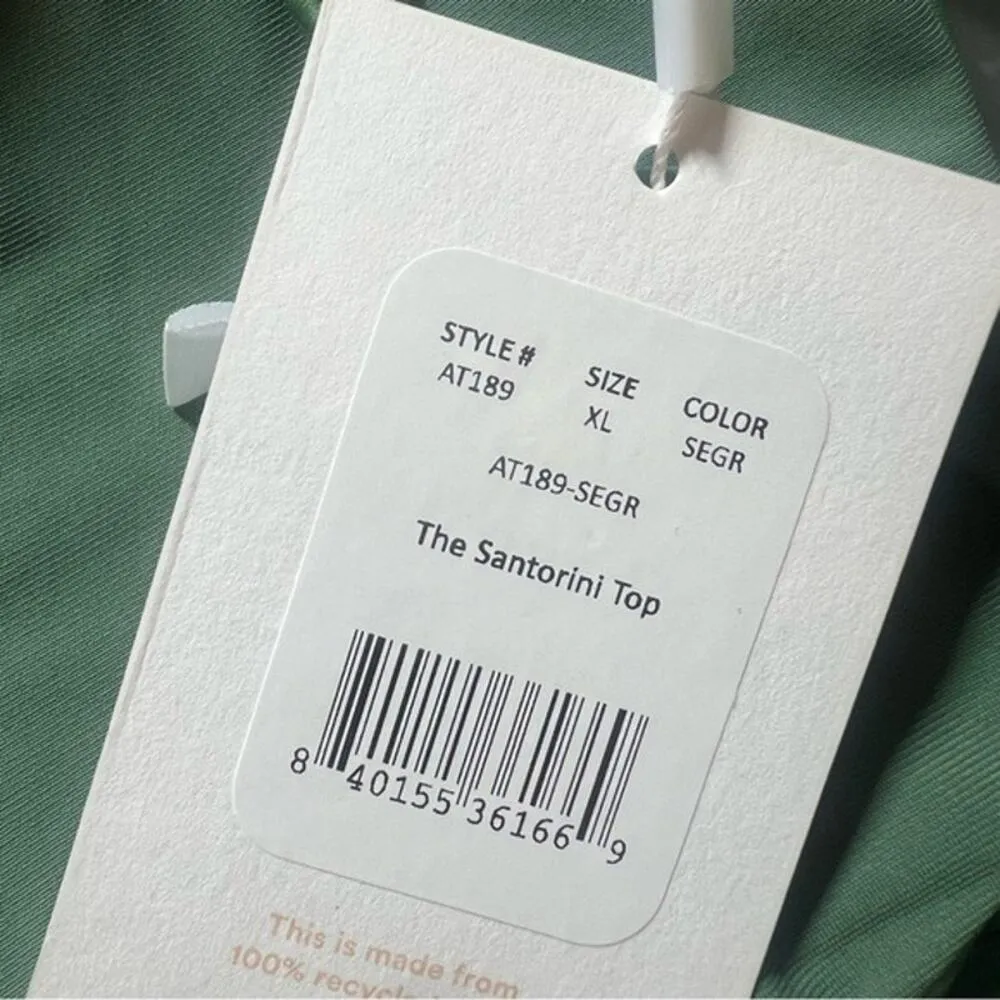 STYLE # SIZE COLOR
AT189 XL SEGR
AT189-SEGR
The Santorini Top
8 40155 36166 9
This is made from
100%